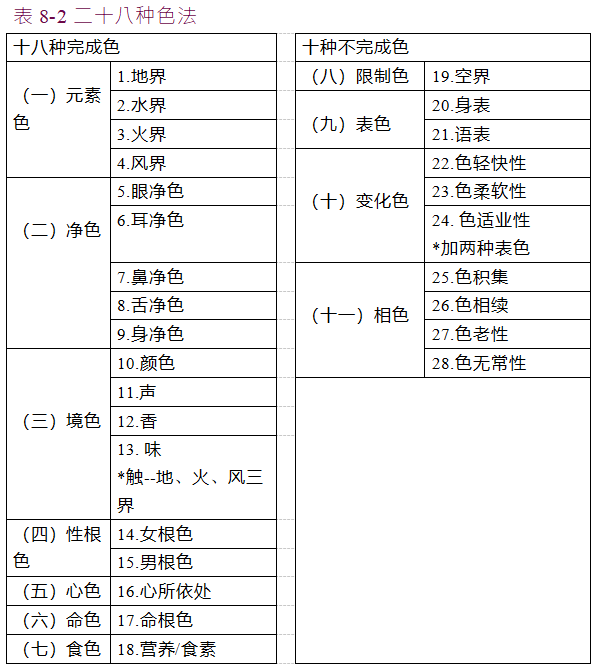 表 8-2 二十八种色法
十八种完成色
（一）元素
色
1.地界
2.水界
3.火界
4.风界
（二）净色
5.眼净色
6.耳净色
7.鼻净色
8.舌净色
9.身净色
（三）境色
10.颜色
11.声
12.香
13. 味
*触--地、火、风三
界
（四）性根
色
14.女根色
15.男根色
（五）心色
16.心所依处
（六）命色
17.命根色
（七）食色
18.营养/食素
十种不完成色
（八）限制色
19.空界
（九）表色
20.身表
21.语表
（十）变化色
22.色轻快性
23.色柔软性
24. 色适业性
*加两种表色
（十一）相色
25.色积集
26.色相续
27.色老性
28.色无常性